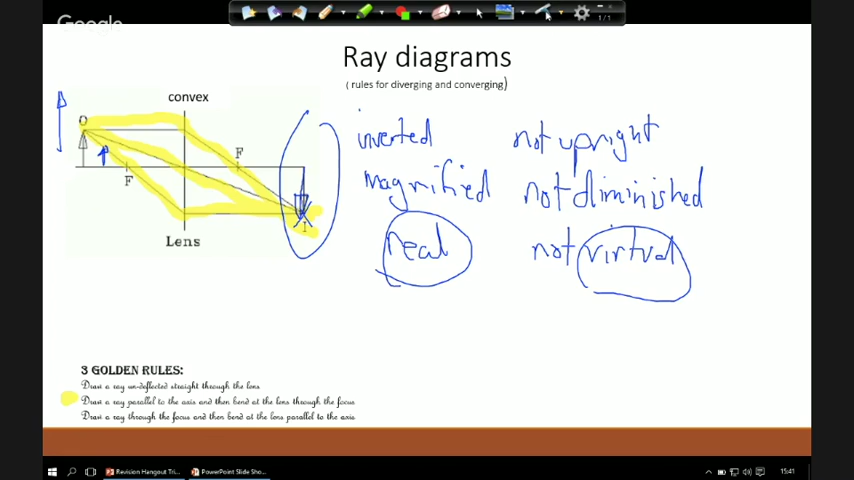 Google
1/1
Ray diagrams
( rules for diverging and converging)
convex
O
F
F
I
Lens
inverted not upright
magnified not diminished
real not virtual
3 GOLDEN RULES:
Draw a ray un-deflected straight through the lens
Draw a ray parallel to the axis and then bend at the lens through the focus
Draw a ray through the focus and then bend at the lens parallel to the axis
Revision Hangout Tri... PowerPoint Slide Sho...
15:41